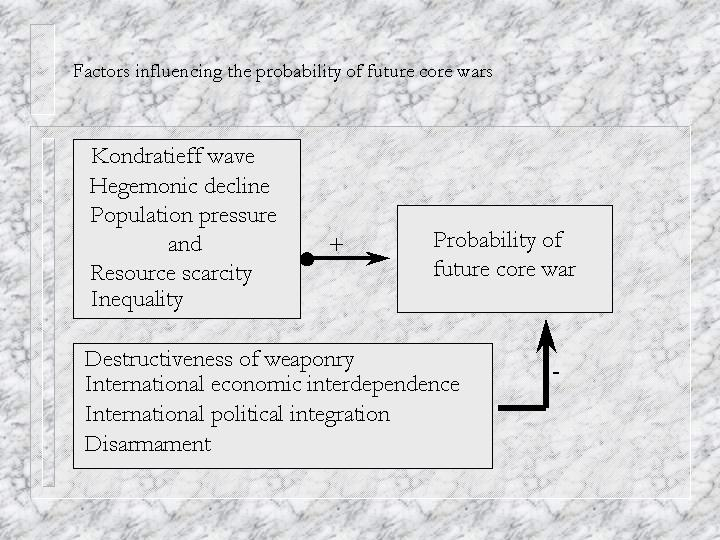 Factors influencing the probability of future core wars
Kondratieff wave
Hegemonic decline
Population pressure
and
Resource scarcity
Inequality
+
Probability of
future core war
Destructiveness of weaponry
International economic interdependence
International political integration
Disarmament
-